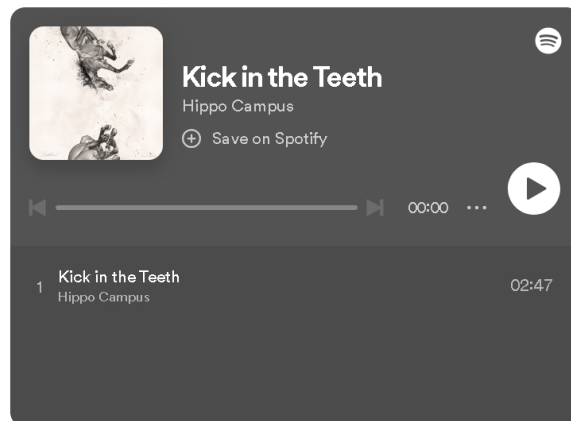 Kick in the Teeth
Hippo Campus
Save on Spotify
00:00
1 Kick in the Teeth 02:47
Hippo Campus